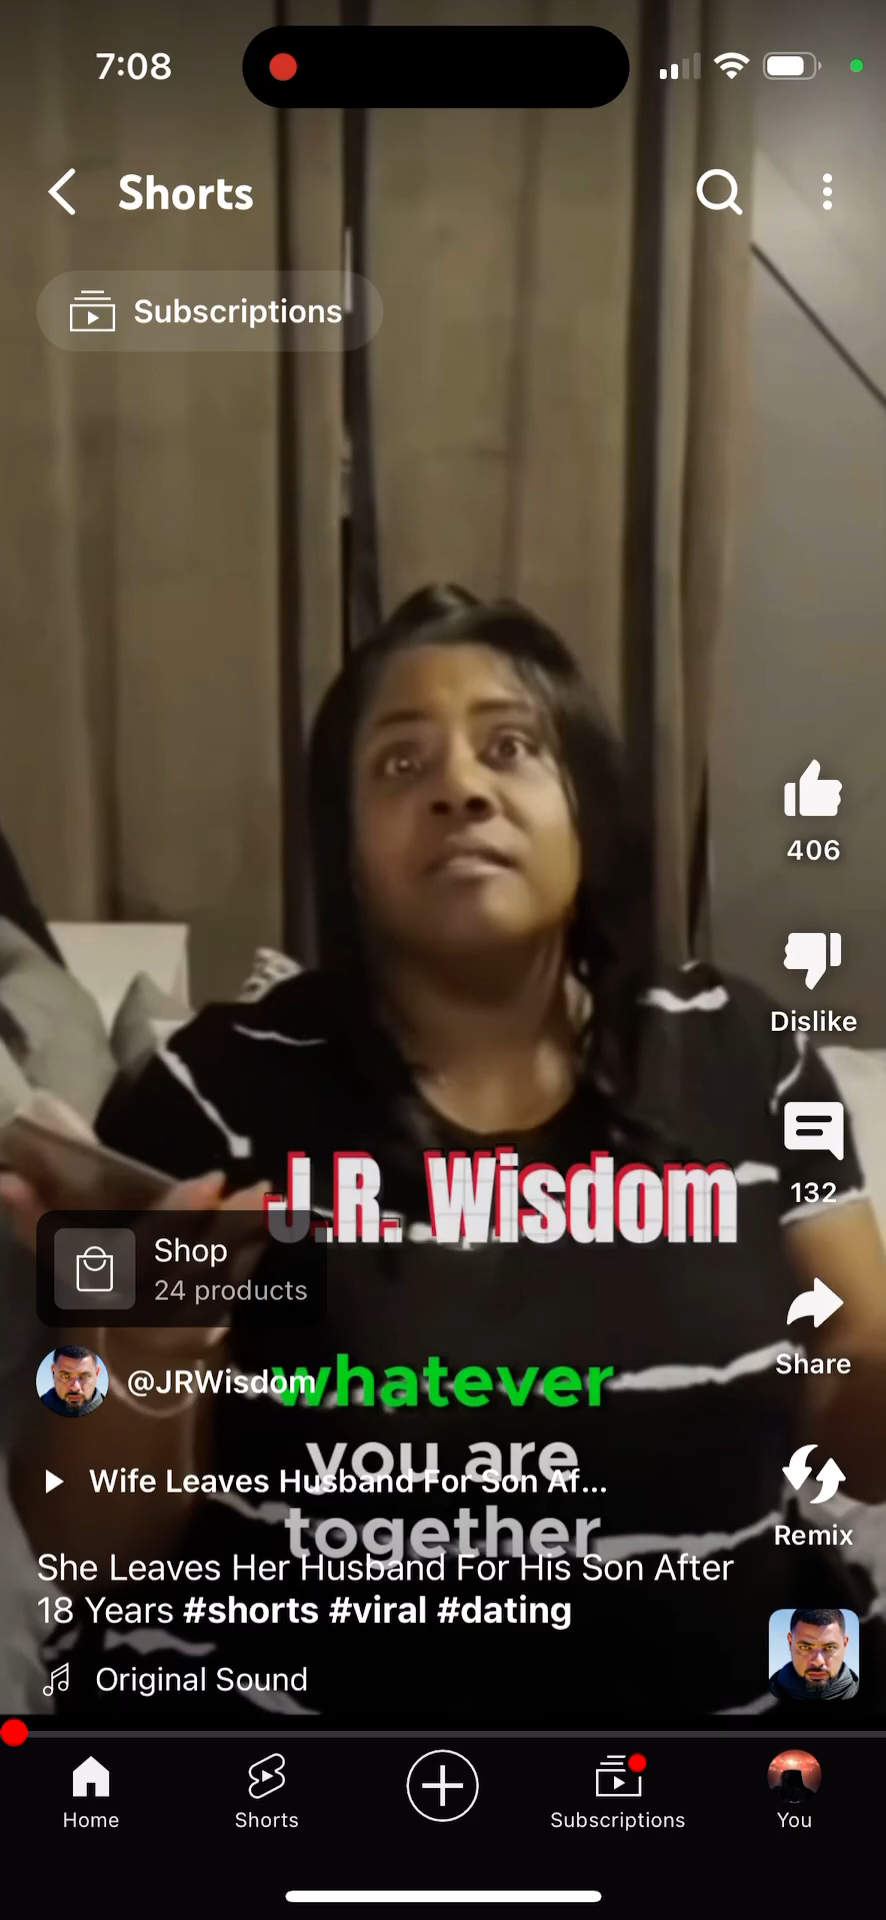 7:08
Shorts
Subscriptions
406
Dislike
J.R. Wisdom
132
Shop
24 products
Share
@JRWisdom
whatever
you are
Wife Leaves Husband For Son Af...
together
Remix
She Leaves Her Husband For His Son After
18 Years #shorts #viral #dating
Original Sound
Home
Shorts
Subscriptions
You